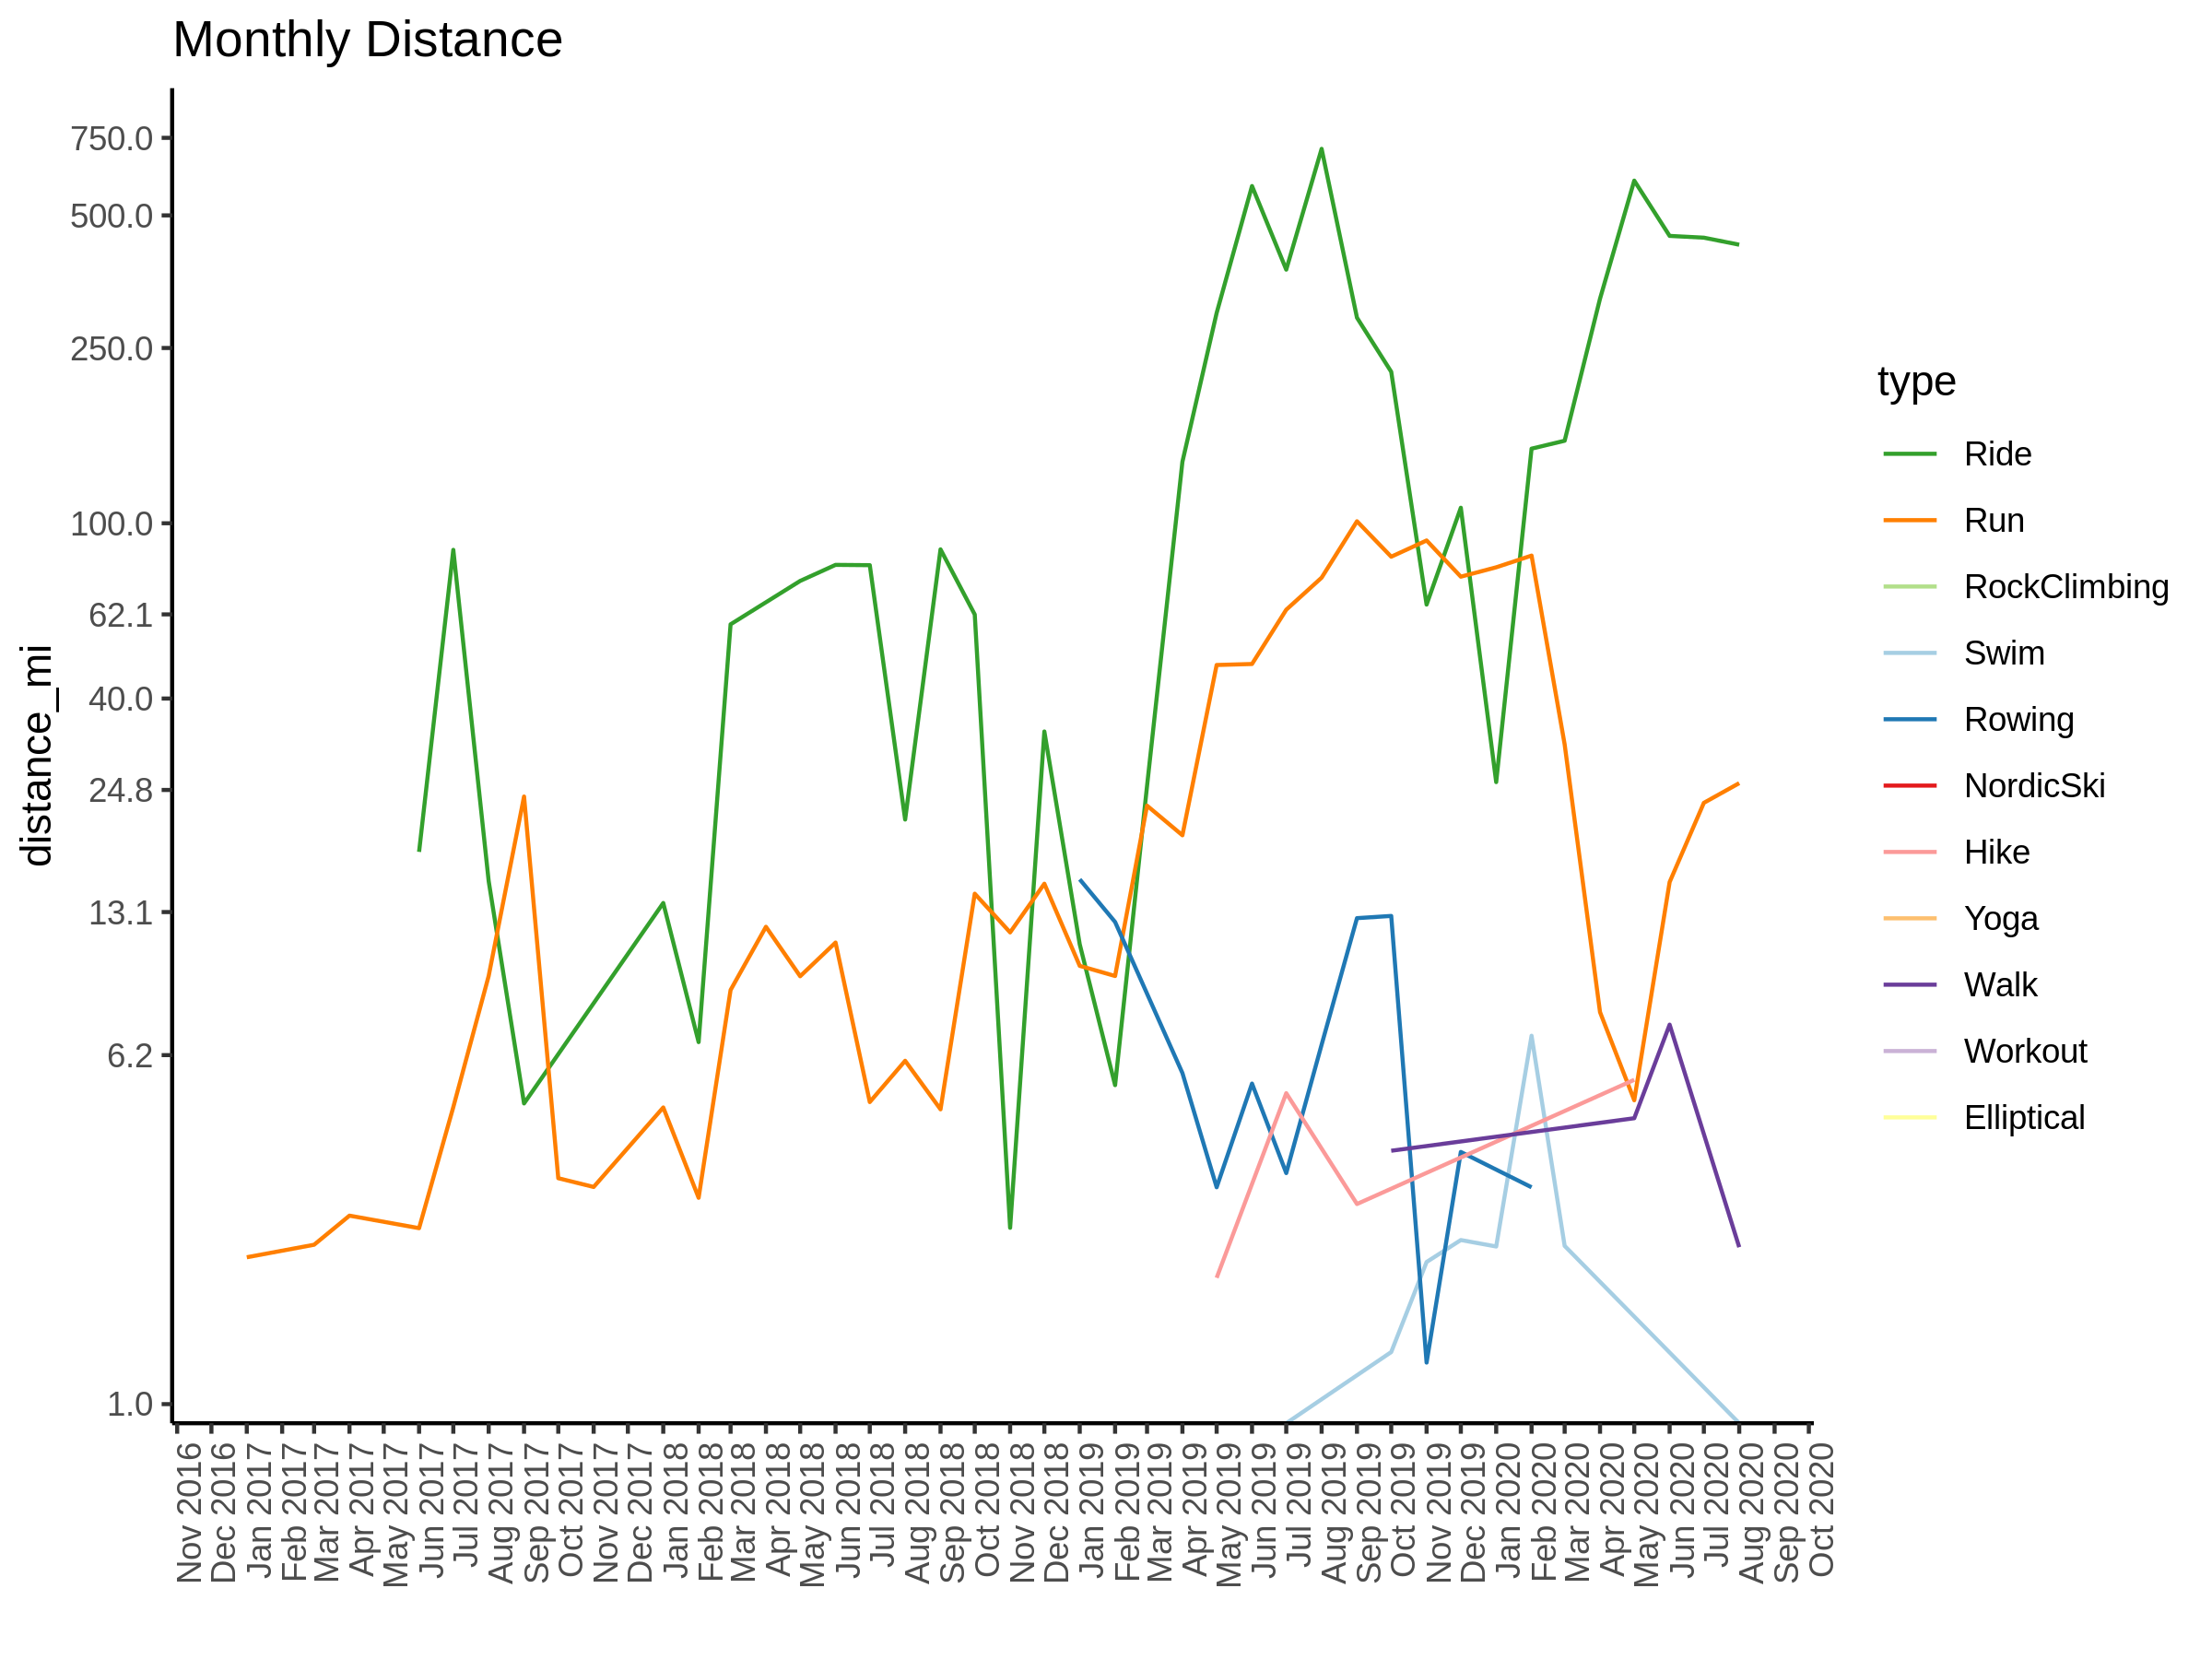 Monthly Distance
distance_mi
750.0
500.0
250.0
100.0
62.1
40.0
24.8
13.1
6.2
1.0
Nov 2016
Dec 2016
Jan 2017
Feb 2017
Mar 2017
Apr 2017
May 2017
Jun 2017
Jul 2017
Aug 2017
Sep 2017
Oct 2017
Nov 2017
Dec 2017
Jan 2018
Feb 2018
Mar 2018
Apr 2018
May 2018
Jun 2018
Jul 2018
Aug 2018
Sep 2018
Oct 2018
Nov 2018
Dec 2018
Jan 2019
Feb 2019
Mar 2019
Apr 2019
May 2019
Jun 2019
Jul 2019
Aug 2019
Sep 2019
Oct 2019
Nov 2019
Dec 2019
Jan 2020
Feb 2020
Mar 2020
Apr 2020
May 2020
Jun 2020
Jul 2020
Aug 2020
Sep 2020
Oct 2020
type
Ride
Run
RockClimbing
Swim
Rowing
NordicSki
Hike
Yoga
Walk
Workout
Elliptical